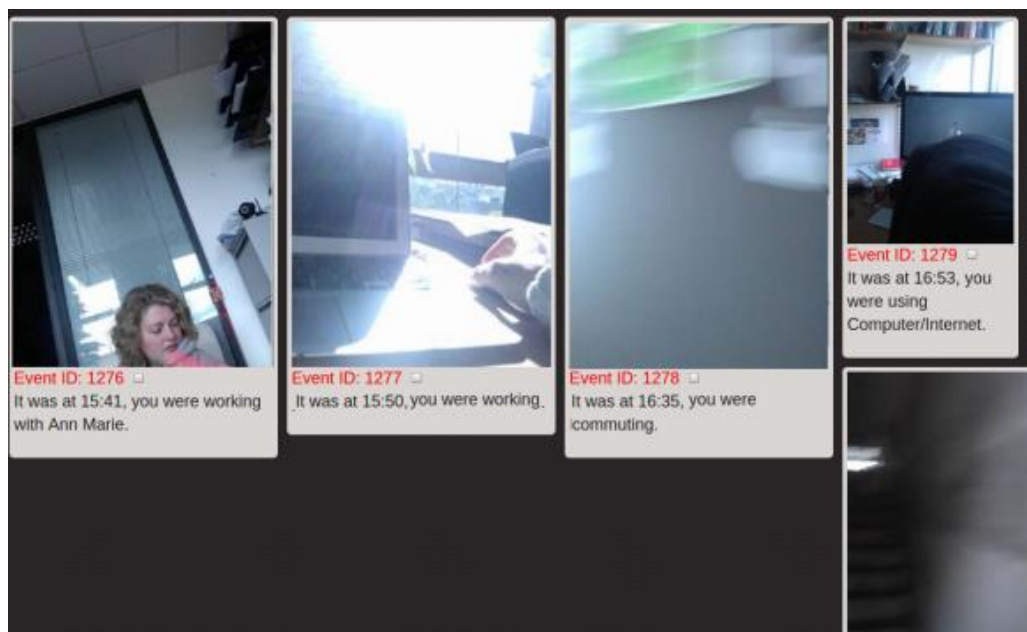 Event ID: 1276
It was at 15:41, you were working
with Ann Marie.
Event ID: 1277
It was at 15:50, you were working.
Event ID: 1278
It was at 16:35, you were
commuting.
Event ID: 1279
It was at 16:53, you
were using
Computer/Internet.